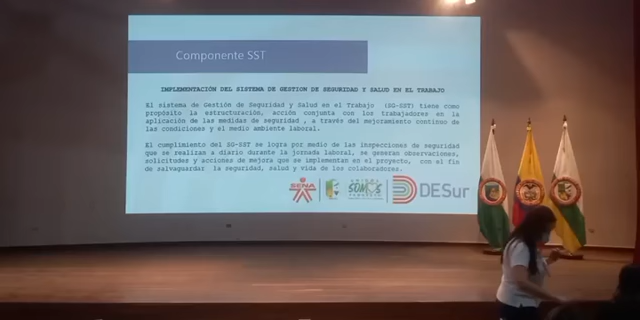 Componente SST
IMPLEMENTACIÓN DEL SISTEMA DE GESTION DE SEGURIDAD Y SALUD EN EL TRABAJO
El sistema de Gestión de Seguridad y Salud en el Trabajo (SG-SST) tiene como
propósito la estructuración, acción conjunta con los trabajadores en la
aplicación de las medidas de seguridad , a través del mejoramiento continuo de
las condiciones y el medio ambiente laboral.
El cumplimiento del SG-SST se logra por medio de las inspecciones de seguridad
que se realizan a diario durante la jornada laboral, se generan observaciones,
solicitudes y acciones de mejora que se implementan en el proyecto, con el fin
de salvaguardar la seguridad, salud y vida de los colaboradores.
SENA
SOMOS
DESur